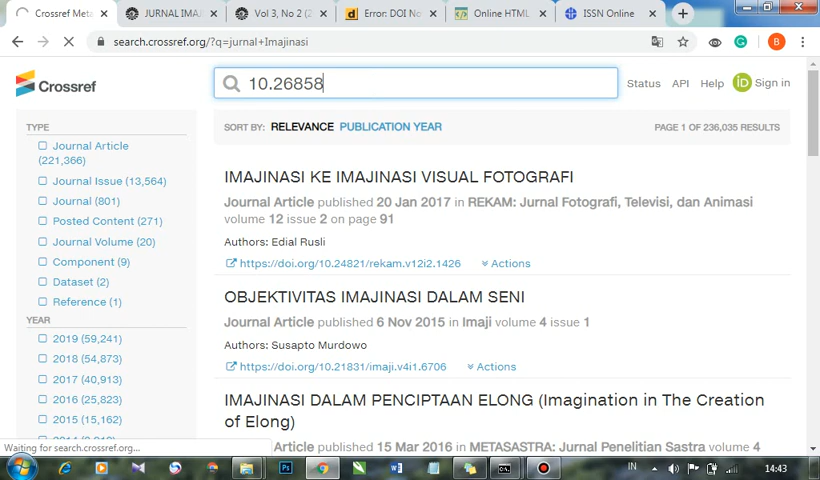 Crossref Meta
JURNAL IMAJ
Vol 3, No 2 (2
Error: DOI No
Online HTML
ISSN Online
search.crossref.org/?q=jurnal+Imajinasi
B
Crossref
10.26858
Status API Help iD Sign in
TYPE
Journal Article
(221,366)
Journal Issue (13,564)
Journal (801)
Posted Content (271)
Journal Volume (20)
Component (9)
Dataset (2)
Reference (1)
YEAR
2019 (59,241)
2018 (54,873)
2017 (40,913)
2016 (25,823)
2015 (15,162)
SORT BY: RELEVANCE PUBLICATION YEAR PAGE 1 OF 236,035 RESULTS
IMAJINASI KE IMAJINASI VISUAL FOTOGRAFI
Journal Article published 20 Jan 2017 in REKAM: Jurnal Fotografi, Televisi, dan Animasi
volume 12 issue 2 on page 91
Authors: Edial Rusli
https://doi.org/10.24821/rekam.v12i2.1426 Actions
OBJEKTIVITAS IMAJINASI DALAM SENI
Journal Article published 6 Nov 2015 in Imaji volume 4 issue 1
Authors: Susapto Murdowo
https://doi.org/10.21831/imaji.v4i1.6706 Actions
IMAJINASI DALAM PENCIPTAAN ELONG (Imagination in The Creation
of Elong)
Article published 15 Mar 2016 in METASASTRA: Jurnal Penelitian Sastra volume 4
Waiting for search.crossref.org...
IN 14:43